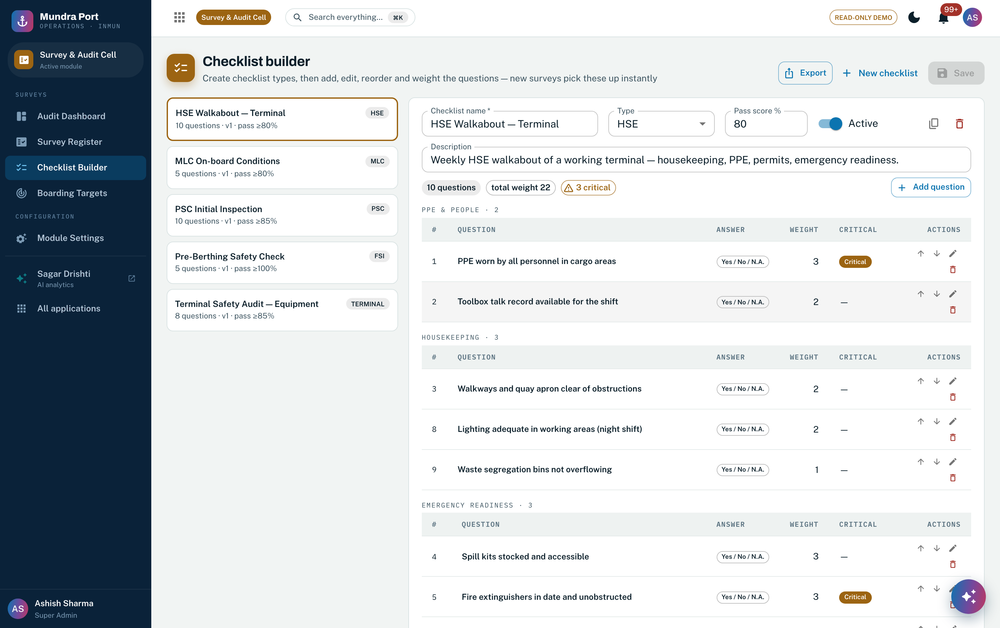 Mundra Port
OPERATIONS · INMUN
Survey & Audit Cell
Active module
SURVEYS
Audit Dashboard
Survey Register
Checklist Builder
Boarding Targets
CONFIGURATION
Module Settings
Sagar Drishti
AI analytics
All applications
AS
Ashish Sharma
Super Admin
Survey & Audit Cell
Search everything... ⌘K
READ-ONLY DEMO
99+
AS
Checklist builder
Create checklist types, then add, edit, reorder and weight the questions — new surveys pick these up instantly
Export
New checklist
Save
HSE Walkabout — Terminal HSE
10 questions · v1 · pass ≥80%
MLC On-board Conditions MLC
5 questions · v1 · pass ≥80%
PSC Initial Inspection PSC
10 questions · v1 · pass ≥85%
Pre-Berthing Safety Check FSI
5 questions · v1 · pass ≥100%
Terminal Safety Audit — Equipment TERMINAL
8 questions · v1 · pass ≥85%
Checklist name * Type Pass score %
HSE Walkabout — Terminal HSE 80 Active
Description
Weekly HSE walkabout of a working terminal — housekeeping, PPE, permits, emergency readiness.
10 questions total weight 22 3 critical Add question
PPE & PEOPLE · 2
# QUESTION ANSWER WEIGHT CRITICAL ACTIONS
1 PPE worn by all personnel in cargo areas Yes / No / N.A. 3 Critical
2 Toolbox talk record available for the shift Yes / No / N.A. 2 —
HOUSEKEEPING · 3
# QUESTION ANSWER WEIGHT CRITICAL ACTIONS
3 Walkways and quay apron clear of obstructions Yes / No / N.A. 2 —
8 Lighting adequate in working areas (night shift) Yes / No / N.A. 2 —
9 Waste segregation bins not overflowing Yes / No / N.A. 1 —
EMERGENCY READINESS · 3
# QUESTION ANSWER WEIGHT CRITICAL ACTIONS
4 Spill kits stocked and accessible Yes / No / N.A. 3 —
5 Fire extinguishers in date and unobstructed Yes / No / N.A. 3 Critical